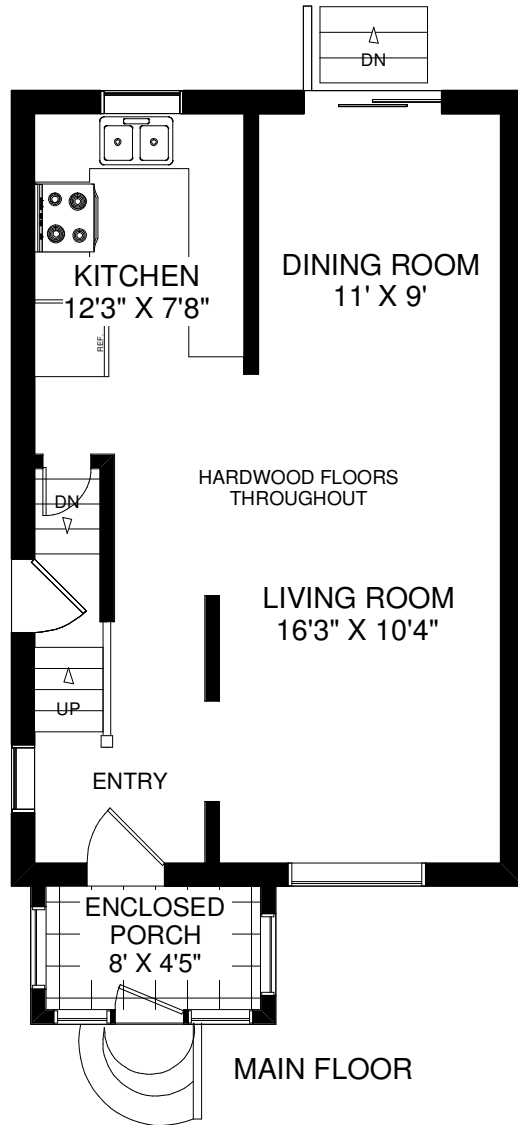 DN
KITCHEN
12'3" X 7'8"
DINING ROOM
11' X 9'
REF.
HARDWOOD FLOORS
THROUGHOUT
DN
LIVING ROOM
16'3" X 10'4"
UP
ENTRY
ENCLOSED
PORCH
8' X 4'5"
MAIN FLOOR